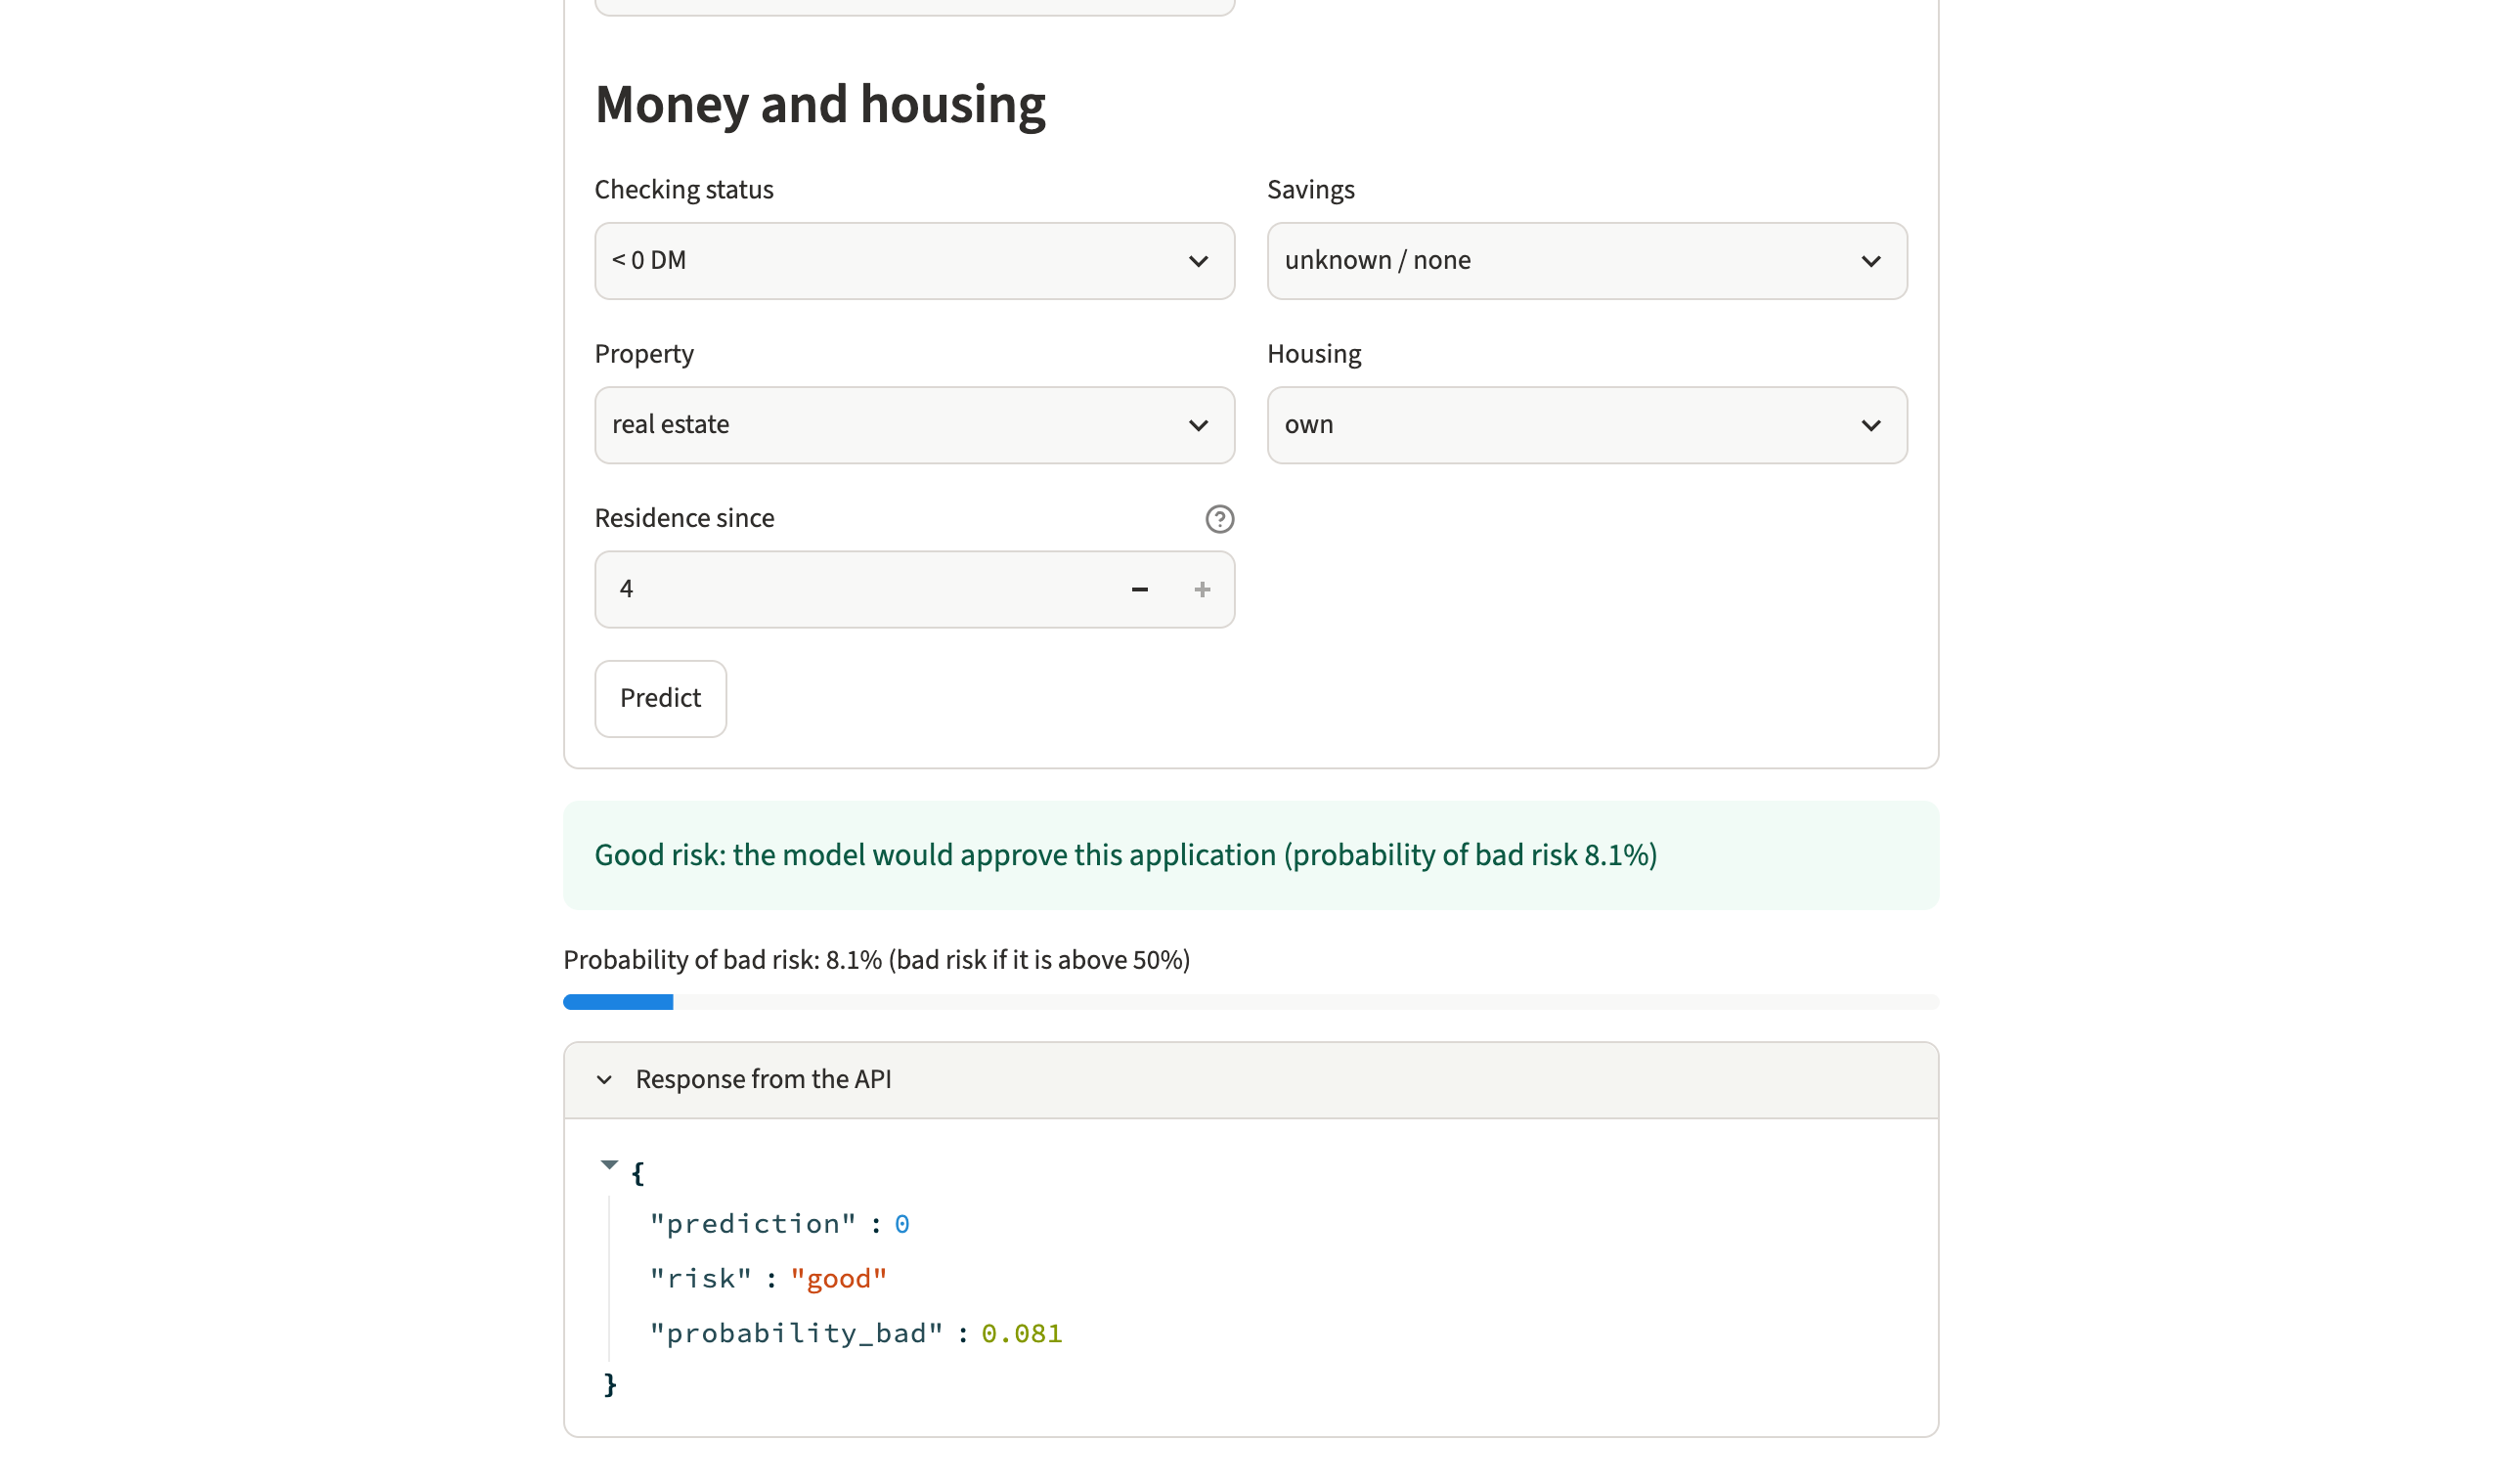 Money and housing
Checking status
Savings
< 0 DM
unknown / none
Property
Housing
real estate
own
Residence since
?
4
− +
Predict
Good risk: the model would approve this application (probability of bad risk 8.1%)
Probability of bad risk: 8.1% (bad risk if it is above 50%)
Response from the API
{
"prediction" : 0
"risk" : "good"
"probability_bad" : 0.081
}